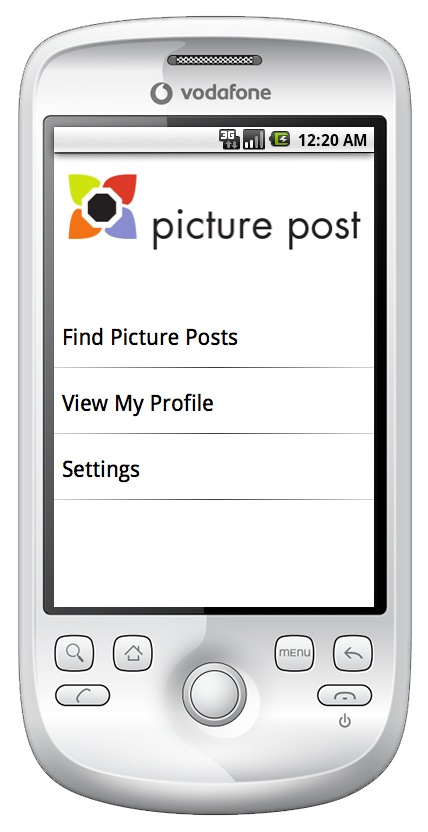 vodafone
3G 12:20 AM
picture post
Find Picture Posts
View My Profile
Settings
MENU